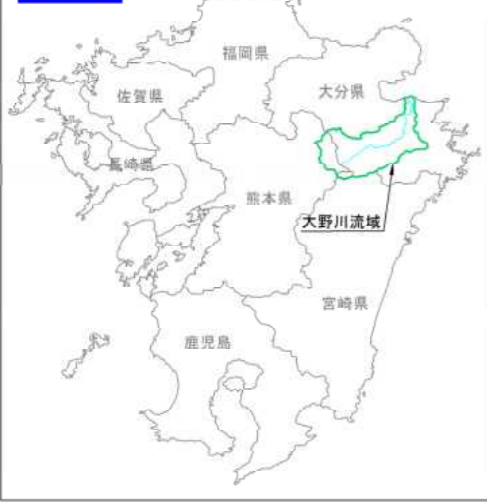 福岡県
大分県
佐賀県
長崎県
熊本県
大野川流域
宮崎県
鹿児島